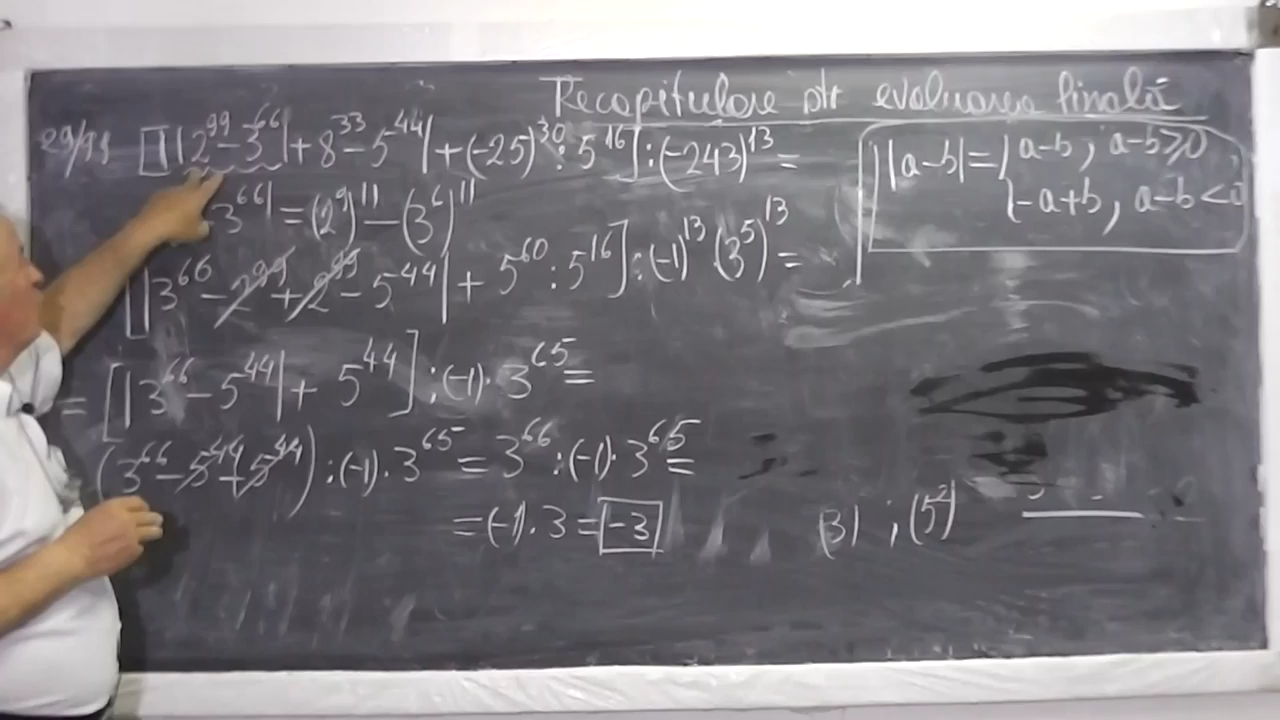 Recapitulare ptr evaluarea finală
29/94 [||2^99-3^66|+8^33-5^44|+(-25)^30:5^16]:(-243)^13=
|a-b|={a-b, a-b≥0
{-a+b, a-b<0
-3^66|=(2^9)^11-(3^6)^11
[|3^66-2^99+2^99-5^44|+5^60:5^16]:(-1)^13(3^5)^13=
=[|3^66-5^44|+5^44]:(-1)·3^65=
(3^66-5^44+5^44):(-1)·3^65=3^66:(-1)·3^65=
=(-1)·3=-3
(3) ; (5^2)